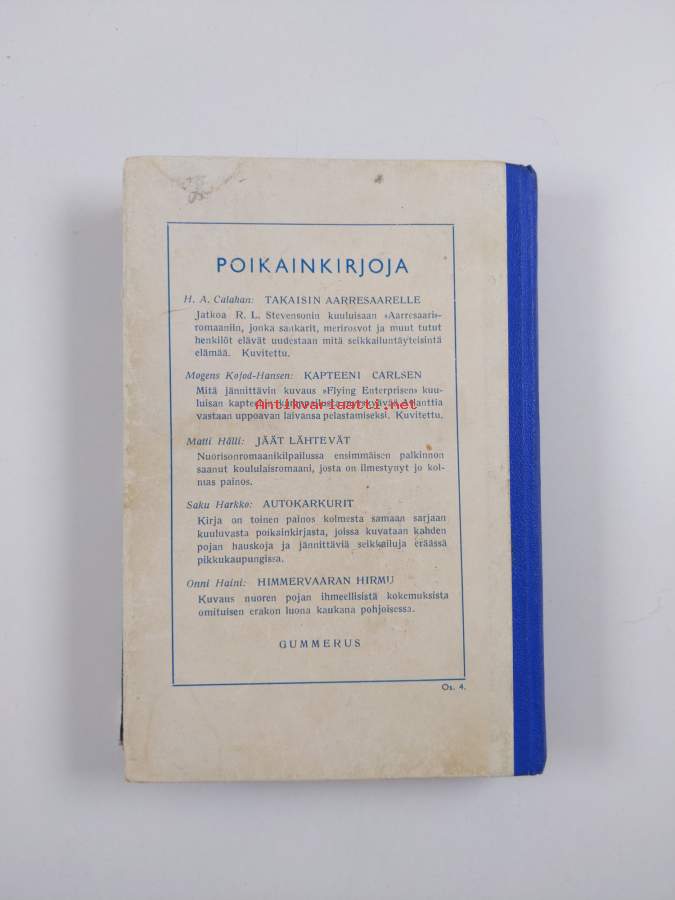 POIKAINKIRJOJA
H. A. Calahan: TAKAISIN AARRESAARELLE
Jatkoa R. L. Stevensonin kuuluisaan »Aarresaari»-
romaaniin, jonka sankarit, merirosvot ja muut tutut
henkilöt elävät uudestaan mitä seikkailuntäyteisintä
elämää. Kuvitettu.
Mogens Kojod-Hansen: KAPTEENI CARLSEN
Mitä jännittävin kuvaus »Flying Enterprisen» kuu-
luisan kapteenin Atlanttia
Antikvariaatti.net
vastaan uppoavan laivansa pelastamiseksi. Kuvitettu.
Matti Hälli: JÄÄT LÄHTEVÄT
Nuorisonromaanikilpailussa ensimmäisen palkinnon
saanut koululaisromaani, josta on ilmestynyt jo kol-
mas painos.
Saku Harkko: AUTOKARKURIT
Kirja on toinen painos kolmesta samaan sarjaan
kuuluvasta poikainkirjasta, joissa kuvataan kahden
pojan hauskoja ja jännittäviä seikkailuja eräässä
pikkukaupungissa.
Onni Haini: HIMMERVAARAN HIRMU
Kuvaus nuoren pojan ihmeellisistä kokemuksista
omituisen erakon luona kaukana pohjoisessa.
GUMMERUS
Os. 4.